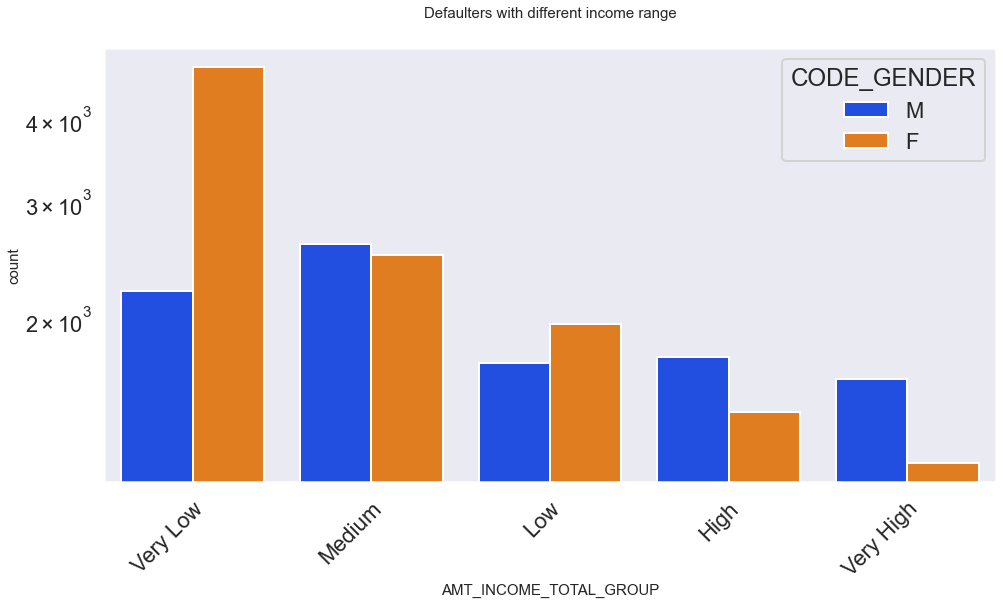 Defaulters with different income range
CODE_GENDER
M
F
4 × 10³
3 × 10³
2 × 10³
count
Very Low
Medium
Low
High
Very High
AMT_INCOME_TOTAL_GROUP